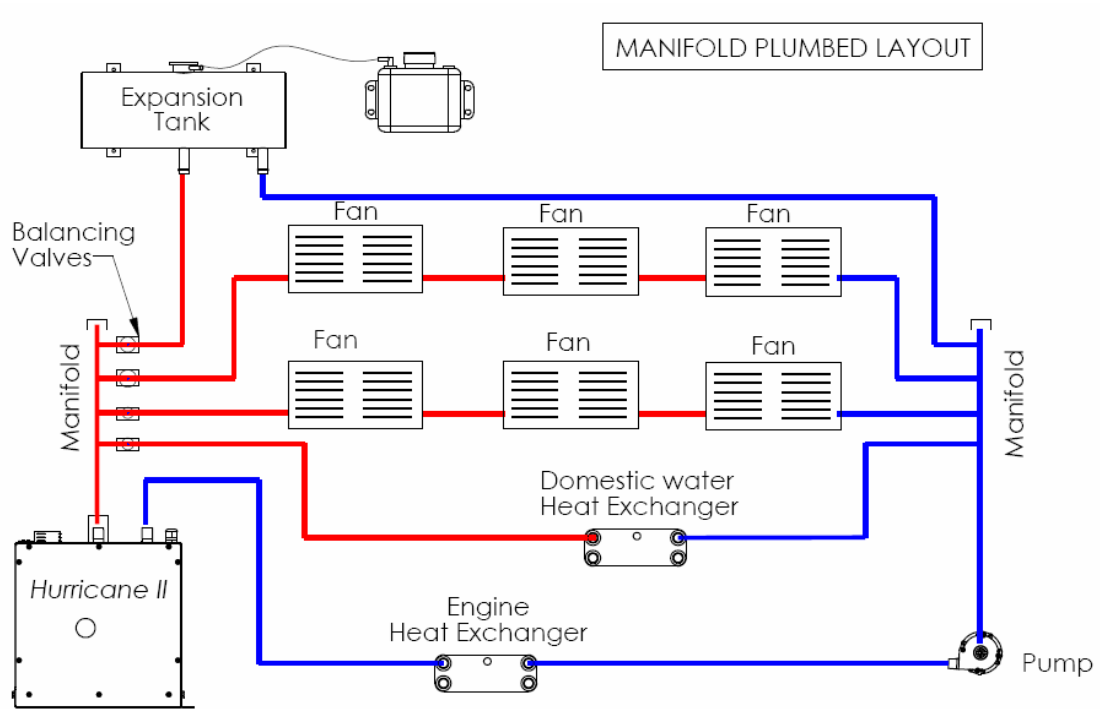 MANIFOLD PLUMBED LAYOUT
Expansion
Tank
Fan
Fan
Fan
Balancing
Valves
Fan
Fan
Fan
Manifold
Manifold
Domestic water
Heat Exchanger
Hurricane II
Engine
Heat Exchanger
Pump